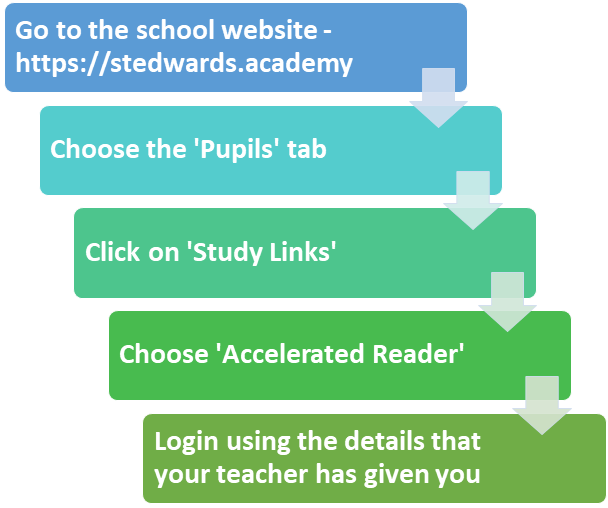 Go to the school website -
https://stedwards.academy
Choose the 'Pupils' tab
Click on 'Study Links'
Choose 'Accelerated Reader'
Login using the details that
your teacher has given you